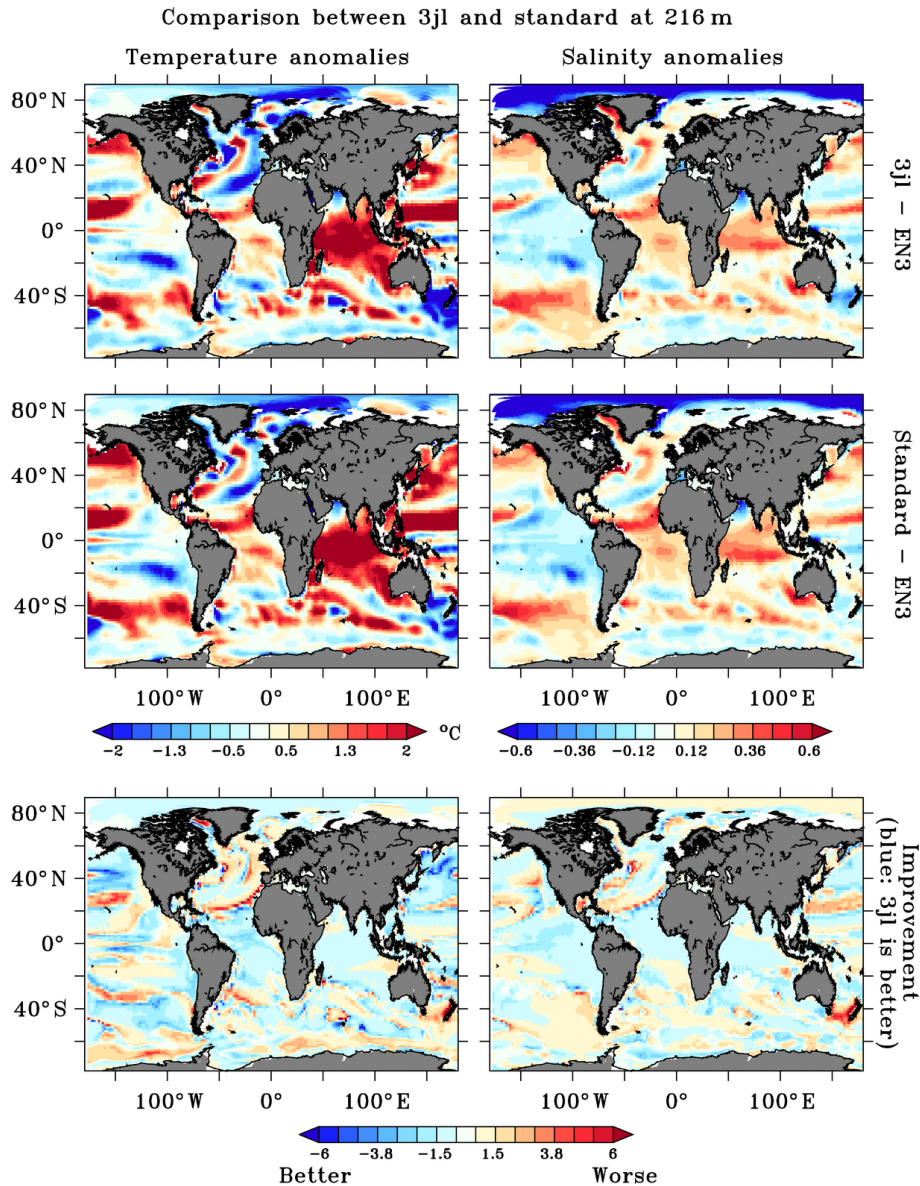 Comparison between 3jl and standard at 216 m
Temperature anomalies
Salinity anomalies
80°N
40°N
0°
40°S
3jl – EN3
80°N
40°N
0°
40°S
Standard – EN3
100°W
0°
100°E
100°W
0°
100°E
-2
-1.3
-0.5
0.5
1.3
2
°C
-0.6
-0.36
-0.12
0.12
0.36
0.6
80°N
40°N
0°
40°S
Improvement
(blue: 3jl is better)
100°W
0°
100°E
100°W
0°
100°E
-6
-3.8
-1.5
1.5
3.8
6
Better
Worse